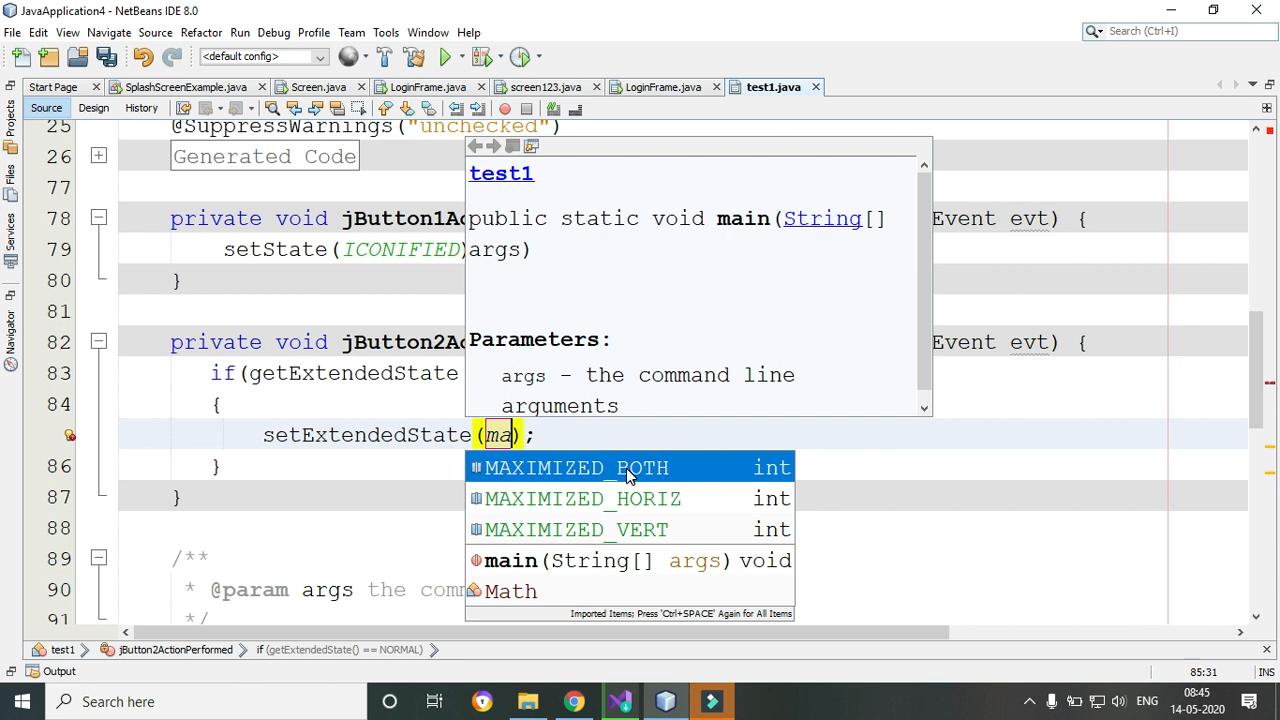 JavaApplication4 - NetBeans IDE 8.0
File Edit View Navigate Source Refactor Run Debug Profile Team Tools Window Help
Search (Ctrl+I)
<default config>
Start Page SplashScreenExample.java Screen.java LoginFrame.java screen123.java LoginFrame.java test1.java
Source Design History
Projects
Files
Services
Navigator
25 @SuppressWarnings("unchecked")
26 Generated Code
77
78 private void jButton1Ac Event evt) {
79 setState(ICONIFIED)
80 }
81
82 private void jButton2Ac Event evt) {
83 if(getExtendedState
84 {
setExtendedState(ma);
86 }
87 }
88
89 /**
90 * @param args the comm
91 */
test1
public static void main(String[]
args)
Parameters:
args - the command line
arguments
MAXIMIZED_BOTH int
MAXIMIZED_HORIZ int
MAXIMIZED_VERT int
main(String[] args) void
Math
Imported Items; Press 'Ctrl+SPACE' Again for All Items
test1 jButton2ActionPerformed if (getExtendedState() == NORMAL)
Output
85:31 INS
Search here
ENG
08:45
14-05-2020